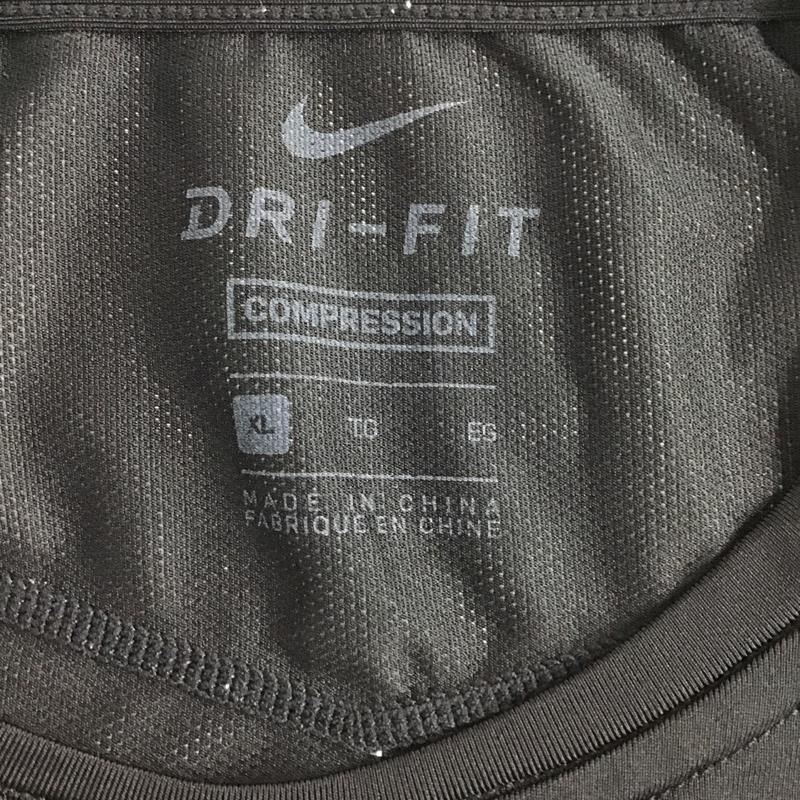 DRI-FIT
COMPRESSION
XL TG EG
MADE IN CHINA
FABRIQUE EN CHINE